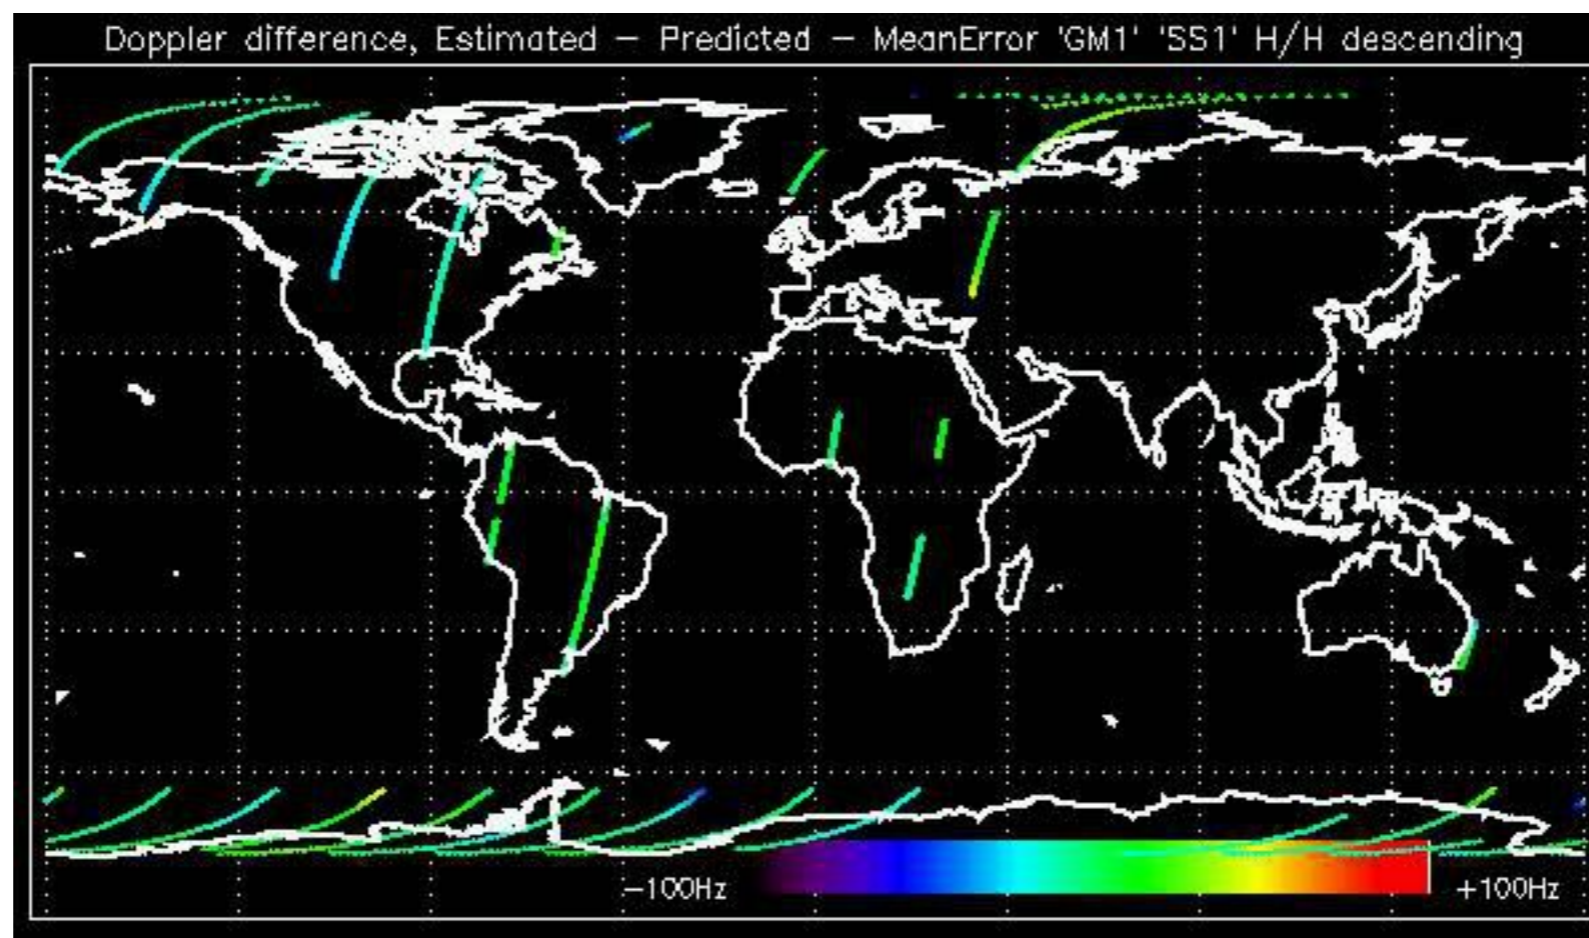 Doppler difference, Estimated – Predicted – MeanError 'GM1' 'SS1' H/H descending
–100Hz
+100Hz